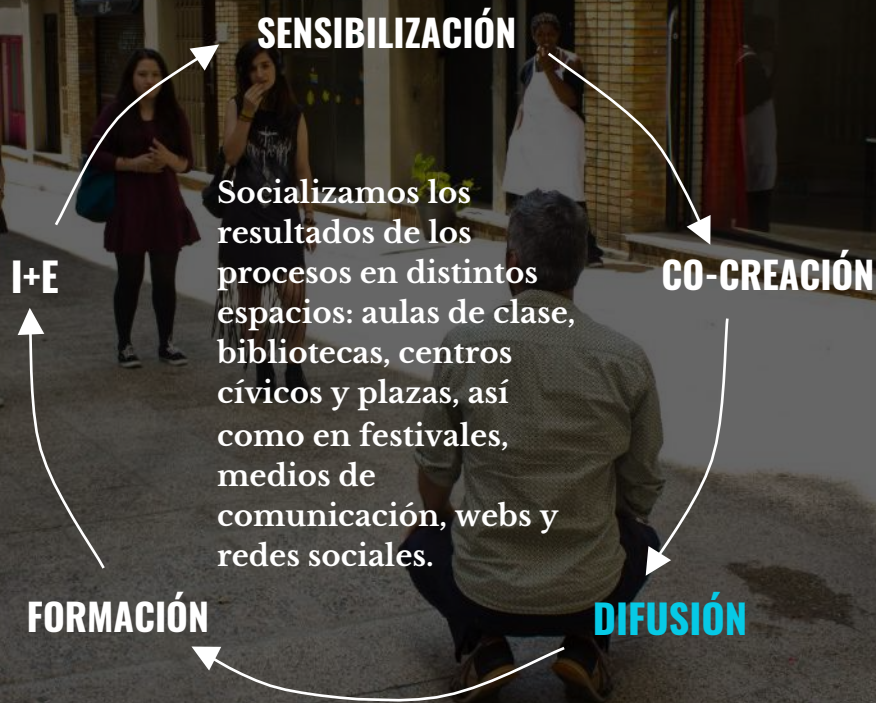 SENSIBILIZACIÓN
Socializamos los
resultados de los
procesos en distintos
espacios: aulas de clase,
bibliotecas, centros
cívicos y plazas, así
como en festivales,
medios de
comunicación, webs y
redes sociales.
I+E
CO-CREACIÓN
FORMACIÓN
DIFUSIÓN